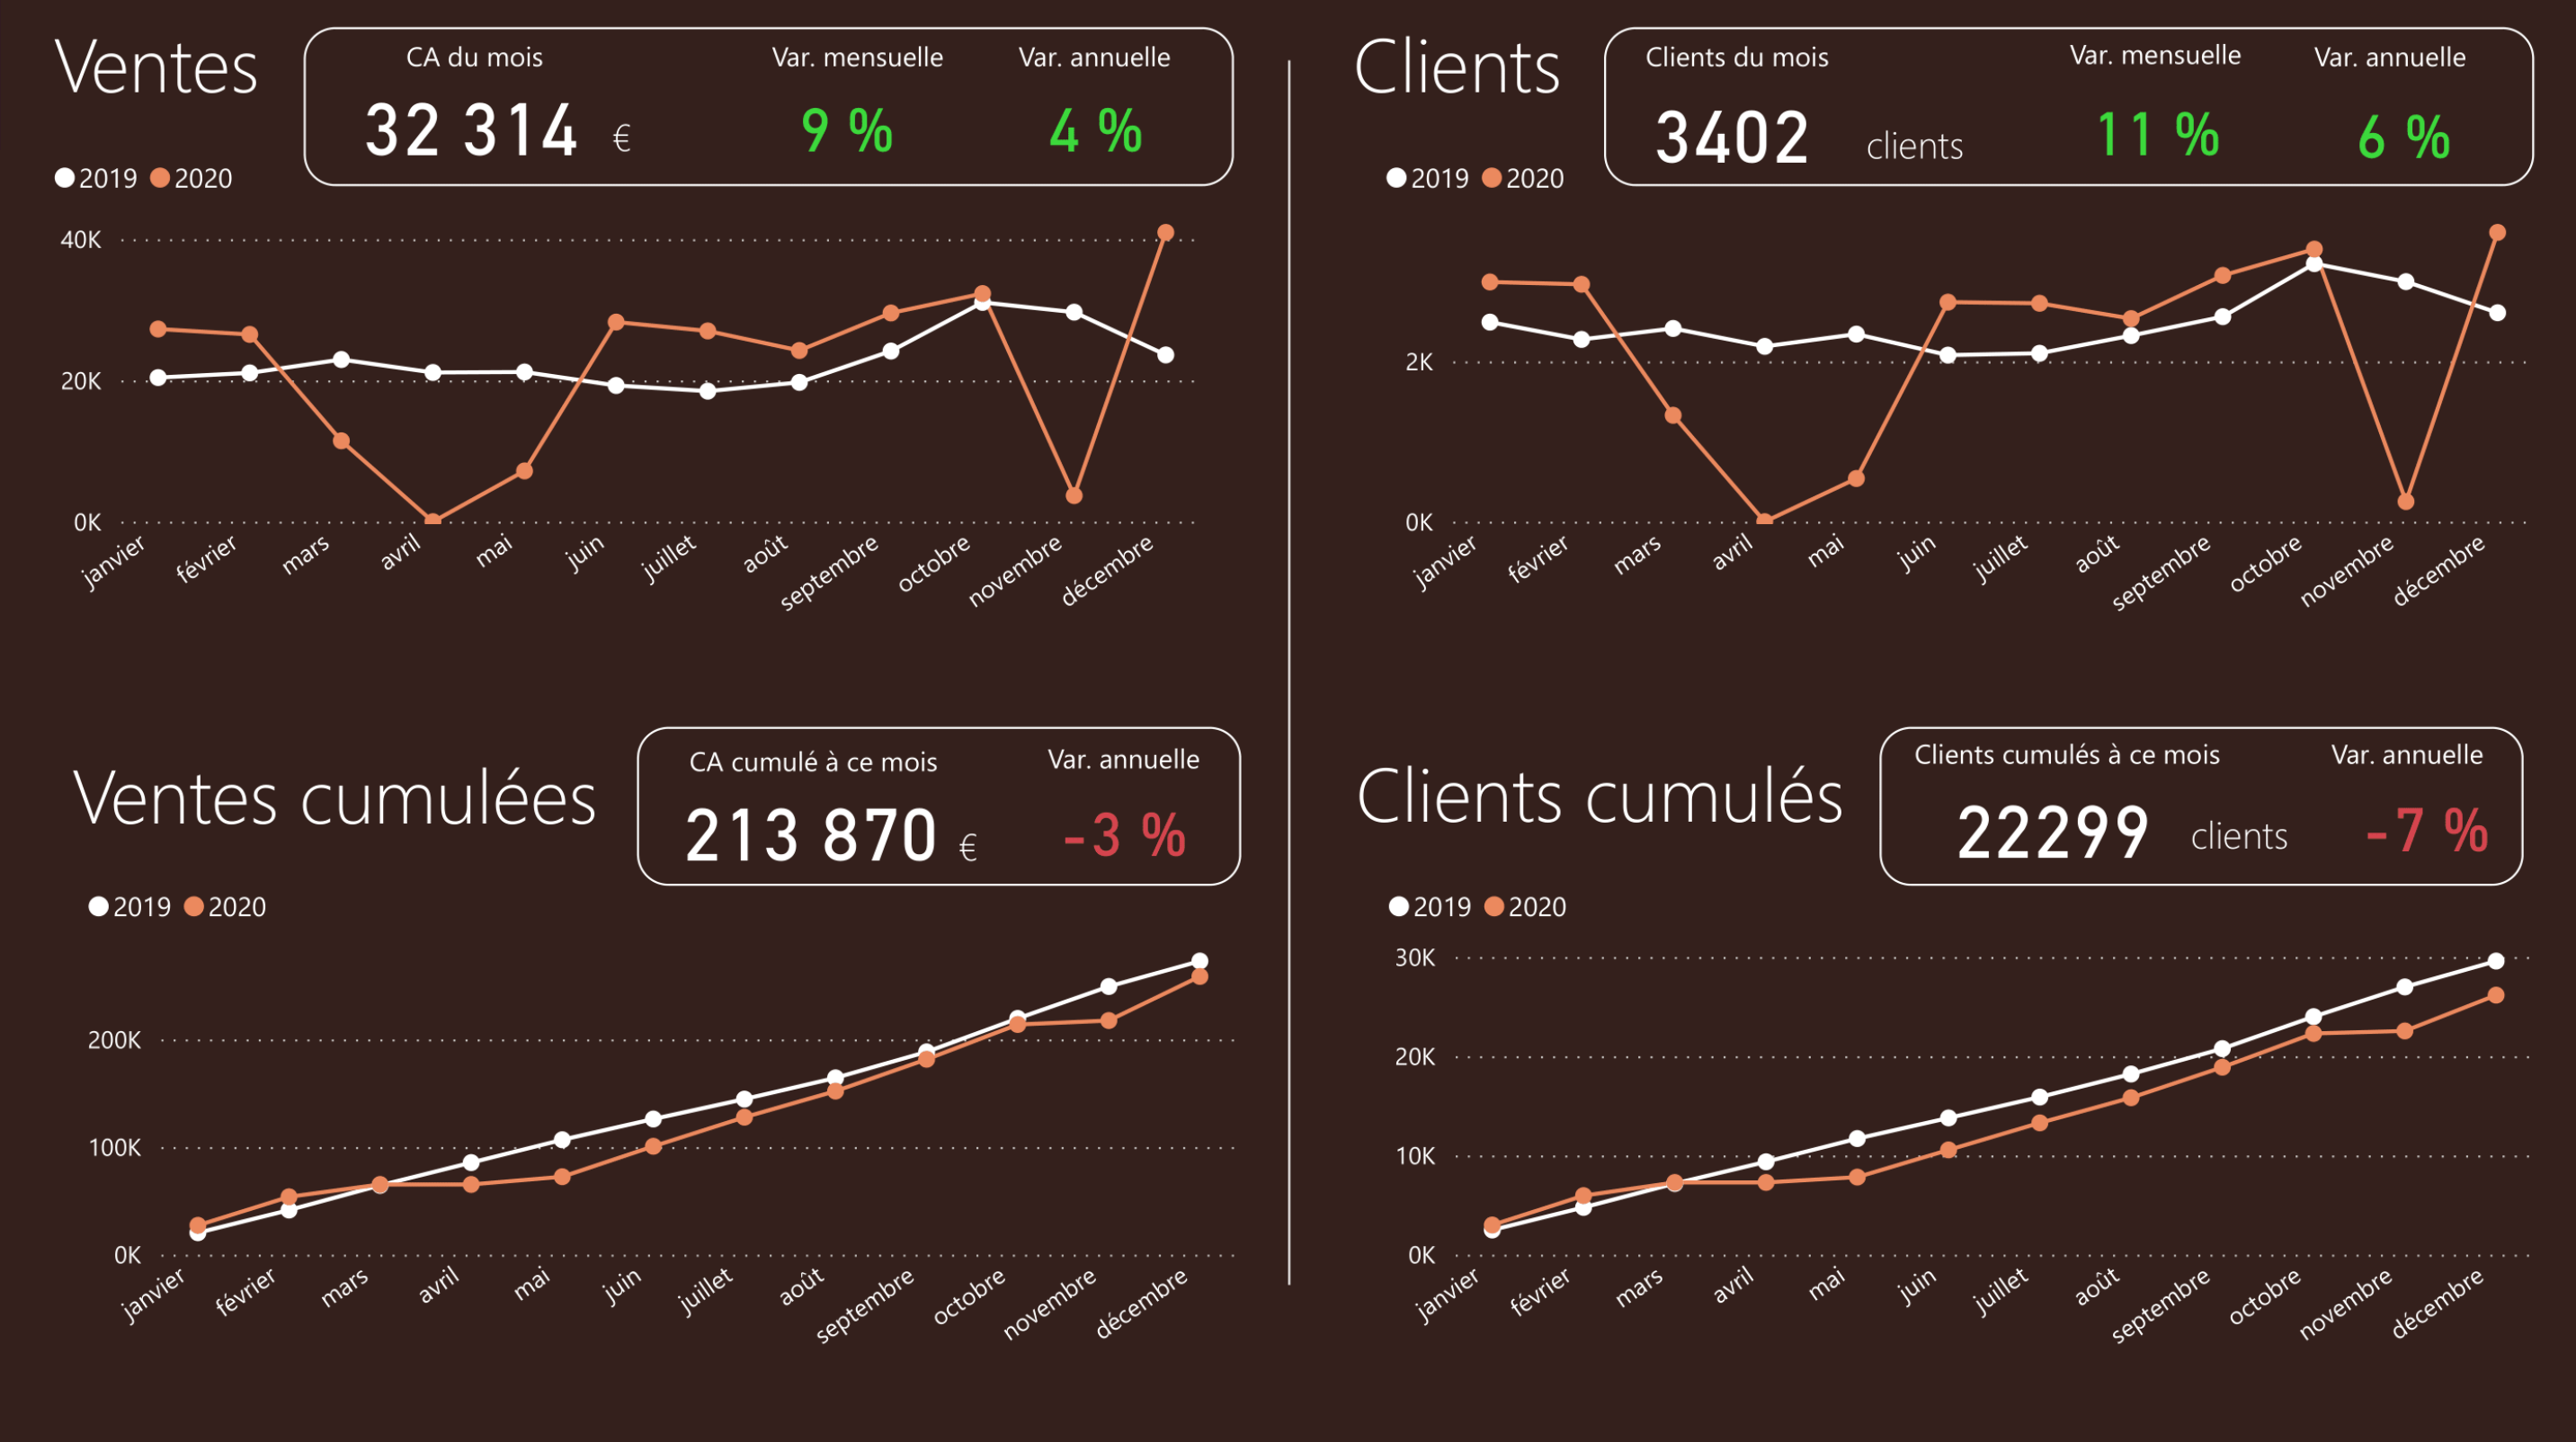 Ventes
CA du mois
Var. mensuelle
Var. annuelle
32 314 €
9 %
4 %
2019 2020
40K
20K
0K
janvier
février
mars
avril
mai
juin
juillet
août
septembre
octobre
novembre
décembre
Clients
Clients du mois
Var. mensuelle
Var. annuelle
3402 clients
11 %
6 %
2019 2020
2K
0K
janvier
février
mars
avril
mai
juin
juillet
août
septembre
octobre
novembre
décembre
Ventes cumulées
CA cumulé à ce mois
Var. annuelle
213 870 €
-3 %
2019 2020
200K
100K
0K
janvier
février
mars
avril
mai
juin
juillet
août
septembre
octobre
novembre
décembre
Clients cumulés
Clients cumulés à ce mois
Var. annuelle
22299 clients
-7 %
2019 2020
30K
20K
10K
0K
janvier
février
mars
avril
mai
juin
juillet
août
septembre
octobre
novembre
décembre